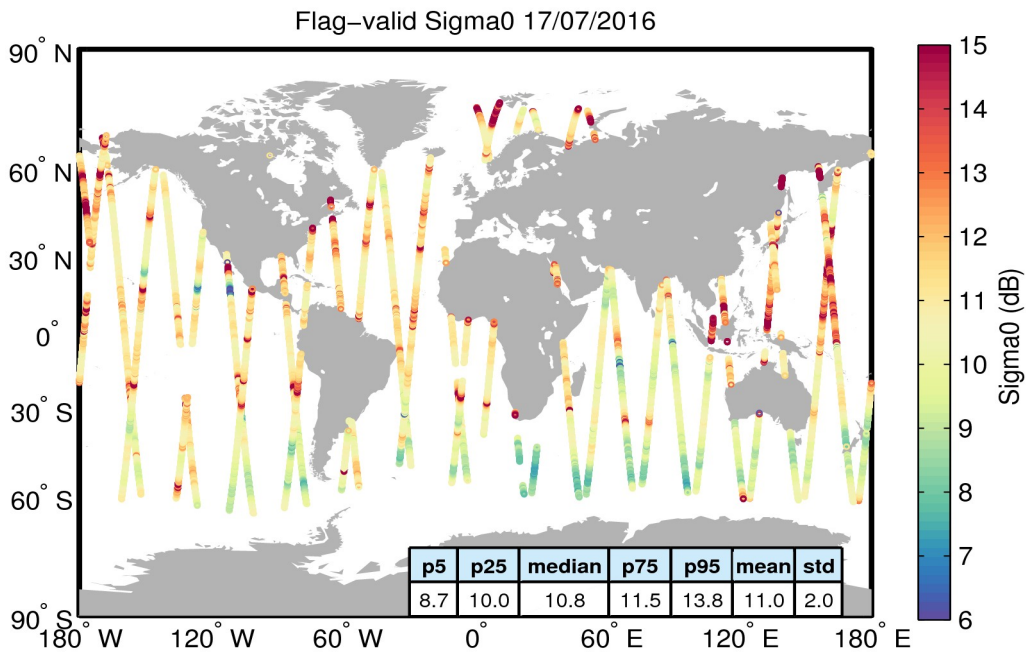 Flag−valid Sigma0 17/07/2016
90° N
60° N
30° N
0°
30° S
60° S
90° S
180° W
120° W
60° W
0°
60° E
120° E
180° E
p5 p25 median p75 p95 mean std
8.7 10.0 10.8 11.5 13.8 11.0 2.0
15
14
13
12
11
10
9
8
7
6
Sigma0 (dB)